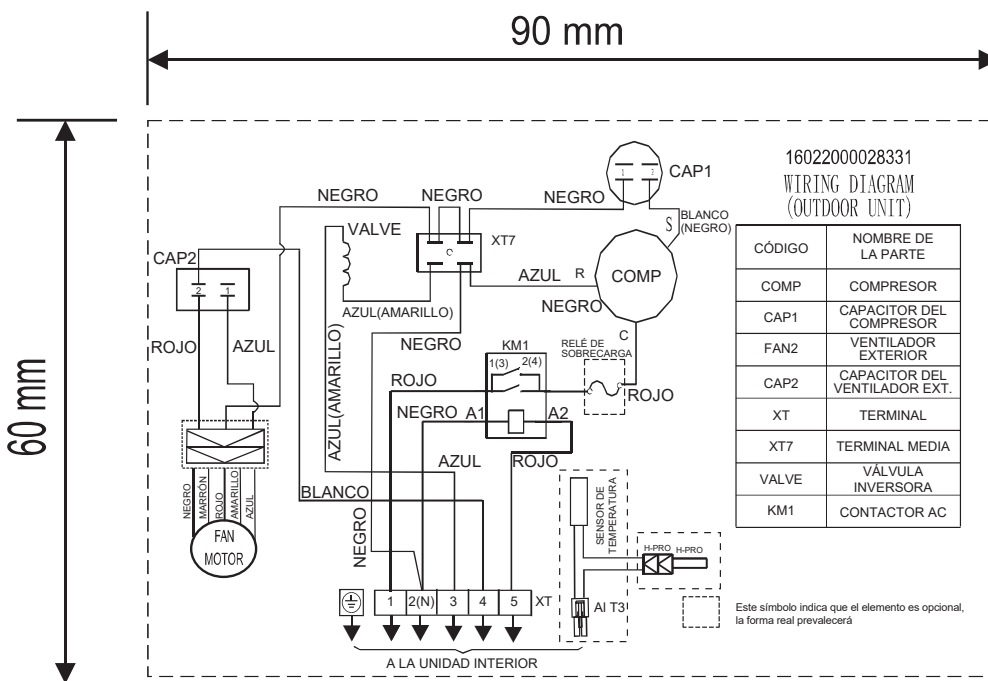 90 mm
60 mm
16022000028331
WIRING DIAGRAM
(OUTDOOR UNIT)
CÓDIGO
NOMBRE DE
LA PARTE
COMP
COMPRESOR
CAP1
CAPACITOR DEL
COMPRESOR
FAN2
VENTILADOR
EXTERIOR
CAP2
CAPACITOR DEL
VENTILADOR EXT.
XT
TERMINAL
XT7
TERMINAL MEDIA
VALVE
VÁLVULA
INVERSORA
KM1
CONTACTOR AC
1 2
CAP1
NEGRO
NEGRO
NEGRO
BLANCO
(NEGRO)
S
VALVE
XT7
CAP2
2 1
AZUL
R
COMP
NEGRO
C
AZUL(AMARILLO)
NEGRO
ROJO
AZUL
KM1
RELÉ DE
SOBRECARGA
1(3) 2(4)
ROJO
ROJO
NEGRO
A1
A2
AZUL(AMARILLO)
AZUL
ROJO
BLANCO
NEGRO
NEGRO
MARRÓN
ROJO
AMARILLO
AZUL
FAN
MOTOR
SENSOR DE
TEMPERATURA
H-PRO H-PRO
1 2(N) 3 4 5 XT
AI T3
A LA UNIDAD INTERIOR
Este símbolo indica que el elemento es opcional,
la forma real prevalecerá